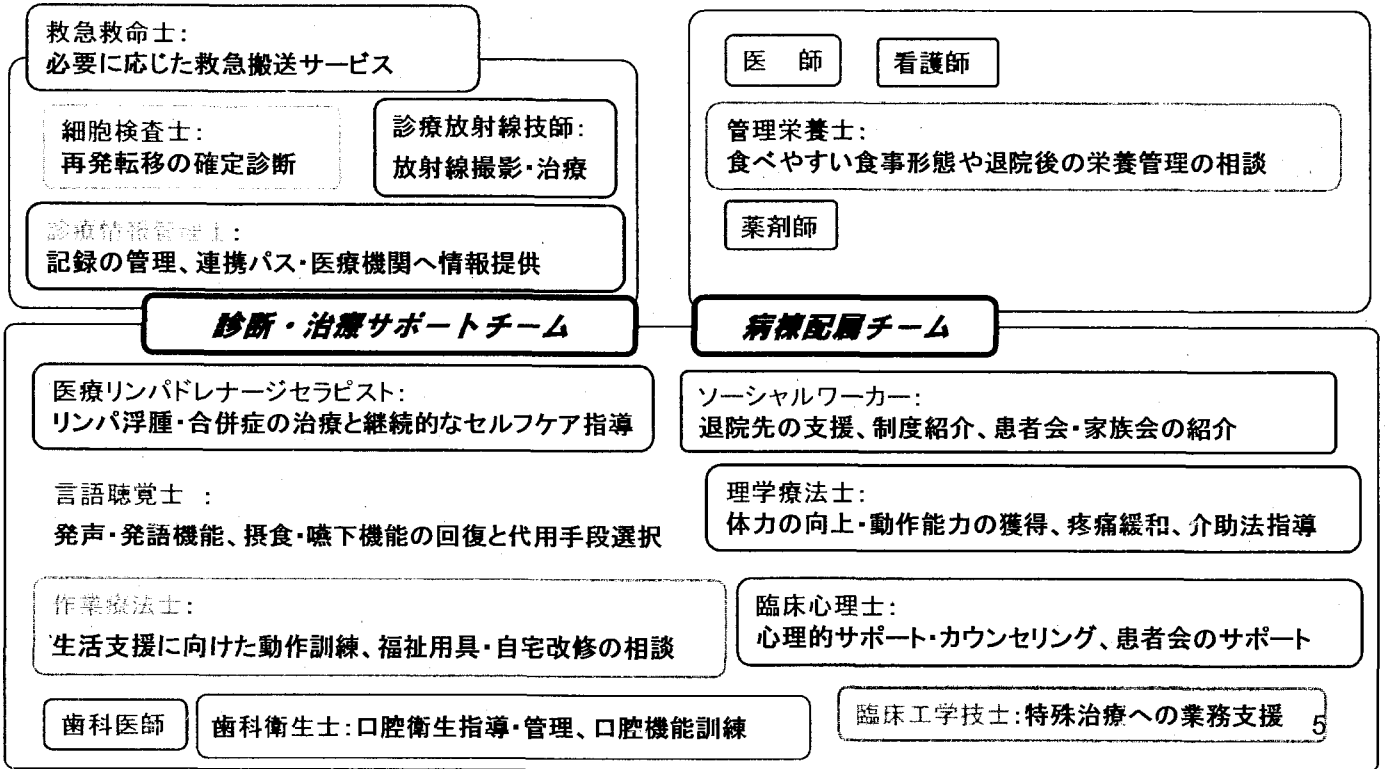 救急救命士:
必要に応じた救急搬送サービス
細胞検査士:
再発転移の確定診断
診療放射線技師:
放射線撮影・治療
診療情報管理士:
記録の管理、連携パス・医療機関へ情報提供
医 師
看護師
管理栄養士:
食べやすい食事形態や退院後の栄養管理の相談
薬剤師
診断・治療サポートチーム
病棟配属チーム
医療リンパドレナージセラピスト:
リンパ浮腫・合併症の治療と継続的なセルフケア指導
ソーシャルワーカー:
退院先の支援、制度紹介、患者会・家族会の紹介
言語聴覚士 :
発声・発語機能、摂食・嚥下機能の回復と代用手段選択
理学療法士:
体力の向上・動作能力の獲得、疼痛緩和、介助法指導
作業療法士:
生活支援に向けた動作訓練、福祉用具・自宅改修の相談
臨床心理士:
心理的サポート・カウンセリング、患者会のサポート
歯科医師
歯科衛生士:口腔衛生指導・管理、口腔機能訓練
臨床工学技士:特殊治療への業務支援
5